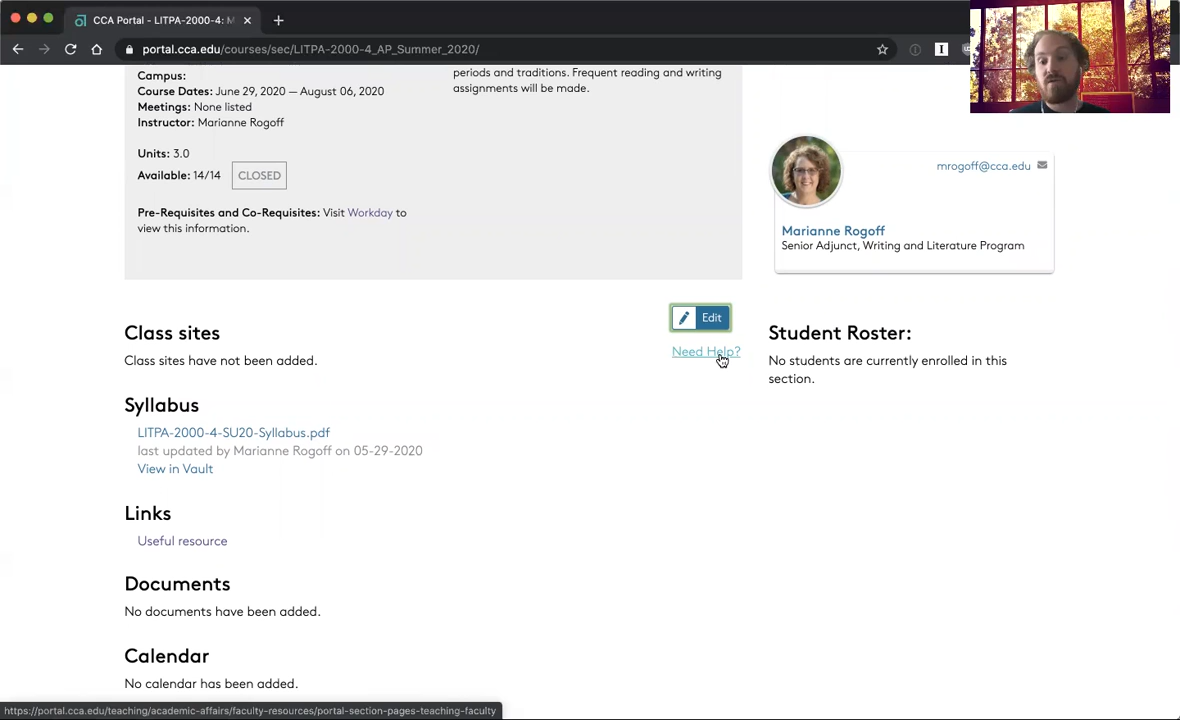 CCA Portal - LITPA-2000-4: M
portal.cca.edu/courses/sec/LITPA-2000-4_AP_Summer_2020/
Campus:
Course Dates: June 29, 2020 — August 06, 2020
Meetings: None listed
Instructor: Marianne Rogoff
Units: 3.0
Available: 14/14 CLOSED
Pre-Requisites and Co-Requisites: Visit Workday to
view this information.
periods and traditions. Frequent reading and writing
assignments will be made.
mrogoff@cca.edu
Marianne Rogoff
Senior Adjunct, Writing and Literature Program
Edit
Need Help?
Class sites
Class sites have not been added.
Syllabus
LITPA-2000-4-SU20-Syllabus.pdf
last updated by Marianne Rogoff on 05-29-2020
View in Vault
Links
Useful resource
Documents
No documents have been added.
Calendar
No calendar has been added.
Student Roster:
No students are currently enrolled in this
section.
https://portal.cca.edu/teaching/academic-affairs/faculty-resources/portal-section-pages-teaching-faculty